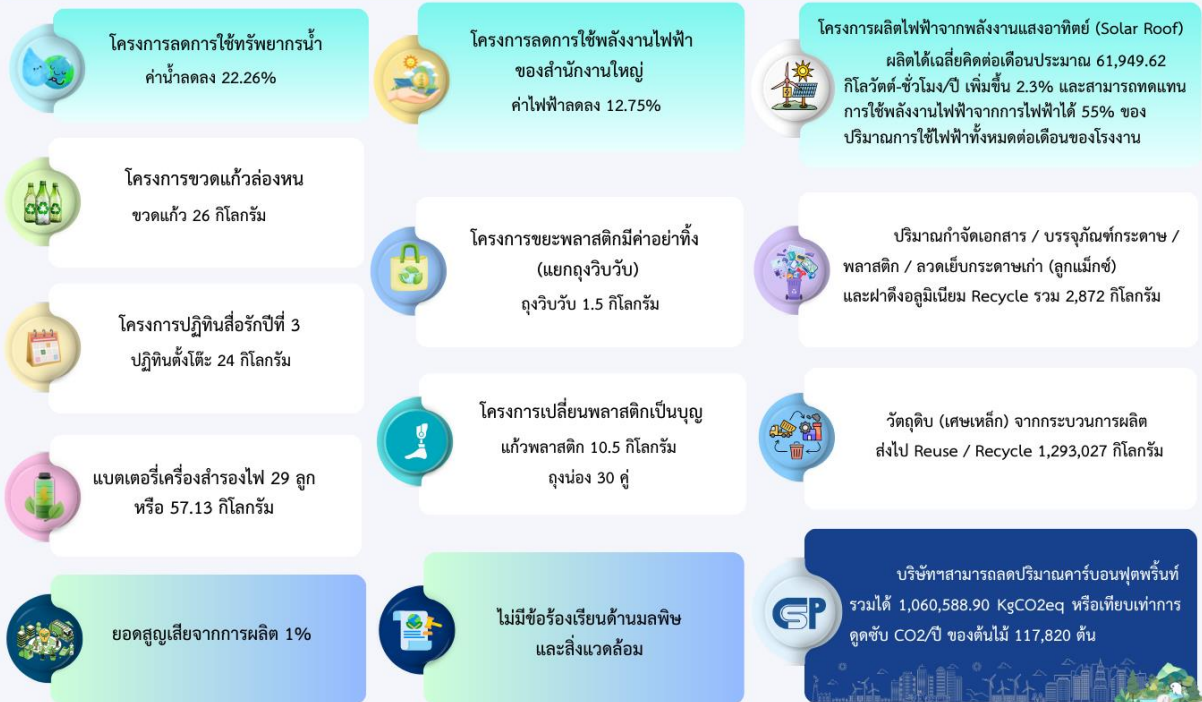 โครงการลดการใช้ทรัพยากรน้ำ
ค่าน้ำลดลง 22.26%
โครงการลดการใช้พลังงานไฟฟ้า
ของสำนักงานใหญ่
ค่าไฟฟ้าลดลง 12.75%
โครงการผลิตไฟฟ้าจากพลังงานแสงอาทิตย์ (Solar Roof)
ผลิตได้เฉลี่ยคิดต่อเดือนประมาณ 61,949.62
กิโลวัตต์-ชั่วโมง/ปี เพิ่มขึ้น 2.3% และสามารถทดแทน
การใช้พลังงานไฟฟ้าจากการไฟฟ้าได้ 55% ของ
ปริมาณการใช้ไฟฟ้าทั้งหมดต่อเดือนของโรงงาน
โครงการขวดแก้วล่องหน
ขวดแก้ว 26 กิโลกรัม
โครงการขยะพลาสติกมีค่าอย่าทิ้ง
(แยกถุงวิบวับ)
ถุงวิบวับ 1.5 กิโลกรัม
ปริมาณกำจัดเอกสาร / บรรจุภัณฑ์กระดาษ /
พลาสติก / ลวดเย็บกระดาษเก่า (ลูกแม็กซ์)
และฝาดึงอลูมิเนียม Recycle รวม 2,872 กิโลกรัม
โครงการปฏิทินสื่อรักปีที่ 3
ปฏิทินตั้งโต๊ะ 24 กิโลกรัม
โครงการเปลี่ยนพลาสติกเป็นบุญ
แก้วพลาสติก 10.5 กิโลกรัม
ถุงน่อง 30 คู่
วัตถุดิบ (เศษเหล็ก) จากกระบวนการผลิต
ส่งไป Reuse / Recycle 1,293,027 กิโลกรัม
แบตเตอรี่เครื่องสำรองไฟ 29 ลูก
หรือ 57.13 กิโลกรัม
ยอดสูญเสียจากการผลิต 1%
ไม่มีข้อร้องเรียนด้านมลพิษ
และสิ่งแวดล้อม
CSP
บริษัทฯสามารถลดปริมาณคาร์บอนฟุตพริ้นท์
รวมได้ 1,060,588.90 KgCO2eq หรือเทียบเท่าการ
ดูดซับ CO2/ปี ของต้นไม้ 117,820 ต้น